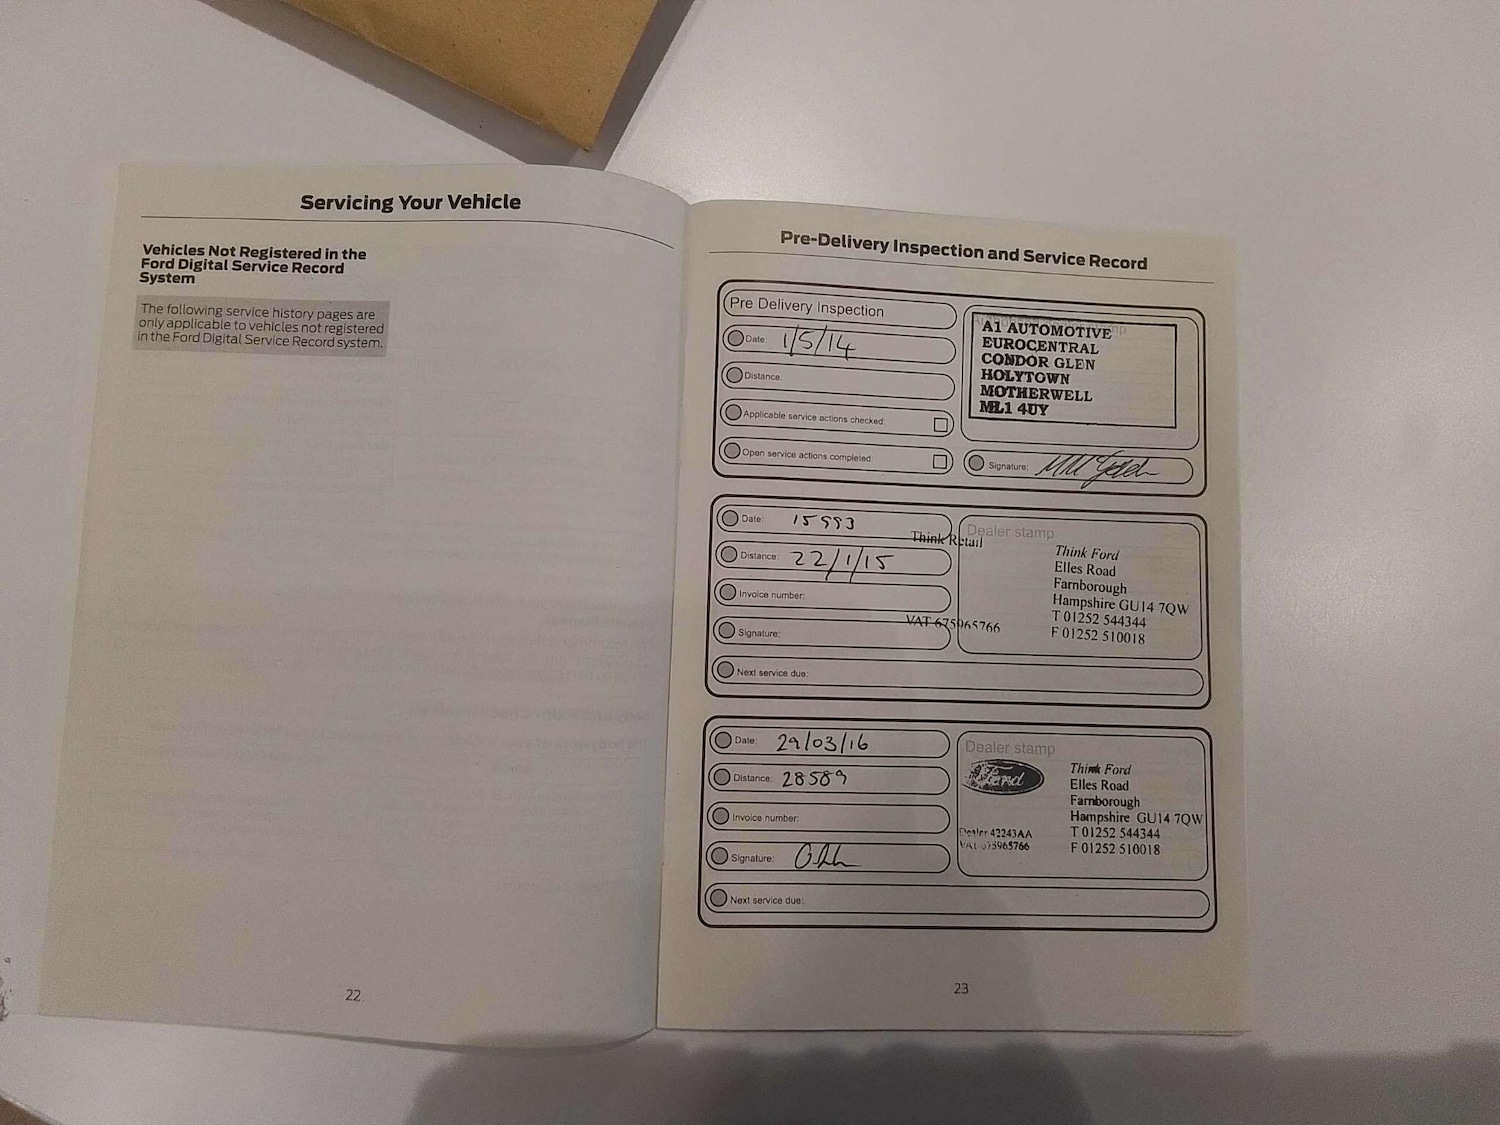 Servicing Your Vehicle
Vehicles Not Registered in the
Ford Digital Service Record
System
The following service history pages are
only applicable to vehicles not registered
in the Ford Digital Service Record system.
22
Pre-Delivery Inspection and Service Record
Pre Delivery Inspection
Date: 1/5/14
Distance:
Applicable service actions checked:
Open service actions completed:
A1 AUTOMOTIVE
EUROCENTRAL
CONDOR GLEN
HOLYTOWN
MOTHERWELL
ML1 4UY
Signature:
Date: 15993
Distance: 22/1/15
Invoice number:
Signature:
Next service due:
Think Retail
VAT 675965766
Dealer stamp
Think Ford
Elles Road
Farnborough
Hampshire GU14 7QW
T 01252 544344
F 01252 510018
Date: 29/03/16
Distance: 28589
Invoice number:
Signature:
Next service due:
Dealer stamp
Ford
Dealer 42243AA
VAT 675965766
Think Ford
Elles Road
Farnborough
Hampshire GU14 7QW
T 01252 544344
F 01252 510018
23